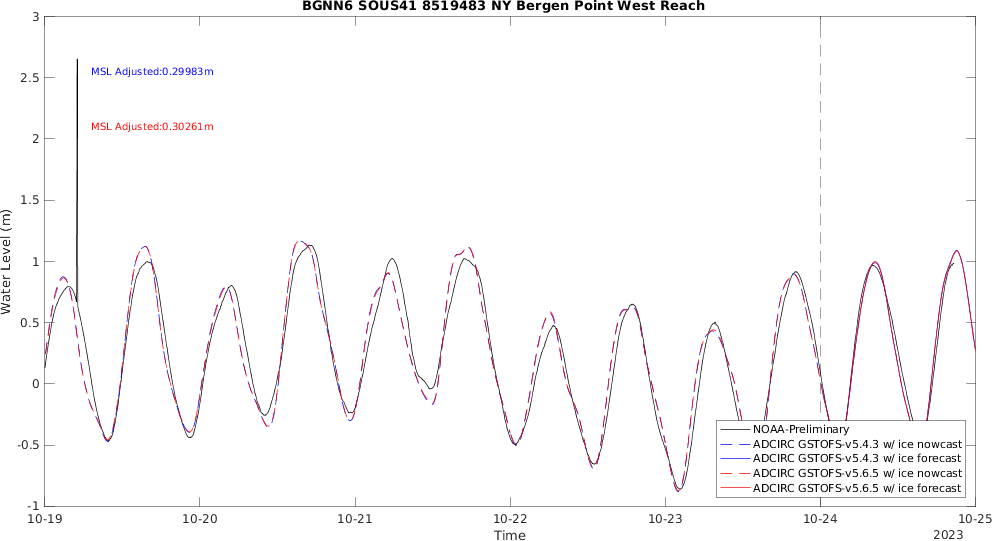 BGNN6 SOUS41 8519483 NY Bergen Point West Reach
3
2.5
2
1.5
1
0.5
0
-0.5
-1
Water Level (m)
MSL Adjusted:0.29983m
MSL Adjusted:0.30261m
NOAA-Preliminary
ADCIRC GSTOFS-v5.4.3 w/ ice nowcast
ADCIRC GSTOFS-v5.4.3 w/ ice forecast
ADCIRC GSTOFS-v5.6.5 w/ ice nowcast
ADCIRC GSTOFS-v5.6.5 w/ ice forecast
10-19 10-20 10-21 10-22 10-23 10-24 10-25
Time
2023